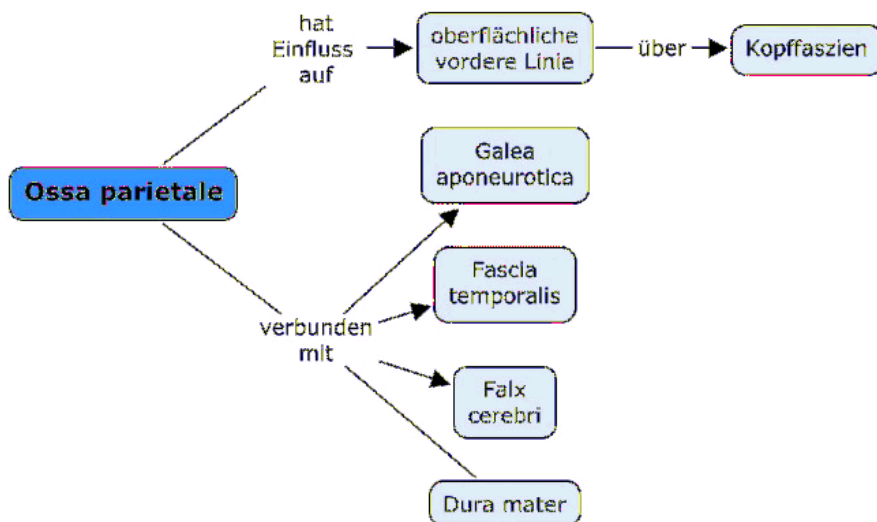 hat
Einfluss
auf
oberflächliche
vordere Linie
über
Kopffaszien
Ossa parietale
Galea
aponeurotica
Fascla
temporalis
verbunden
mit
Falx
cerebri
Dura mater